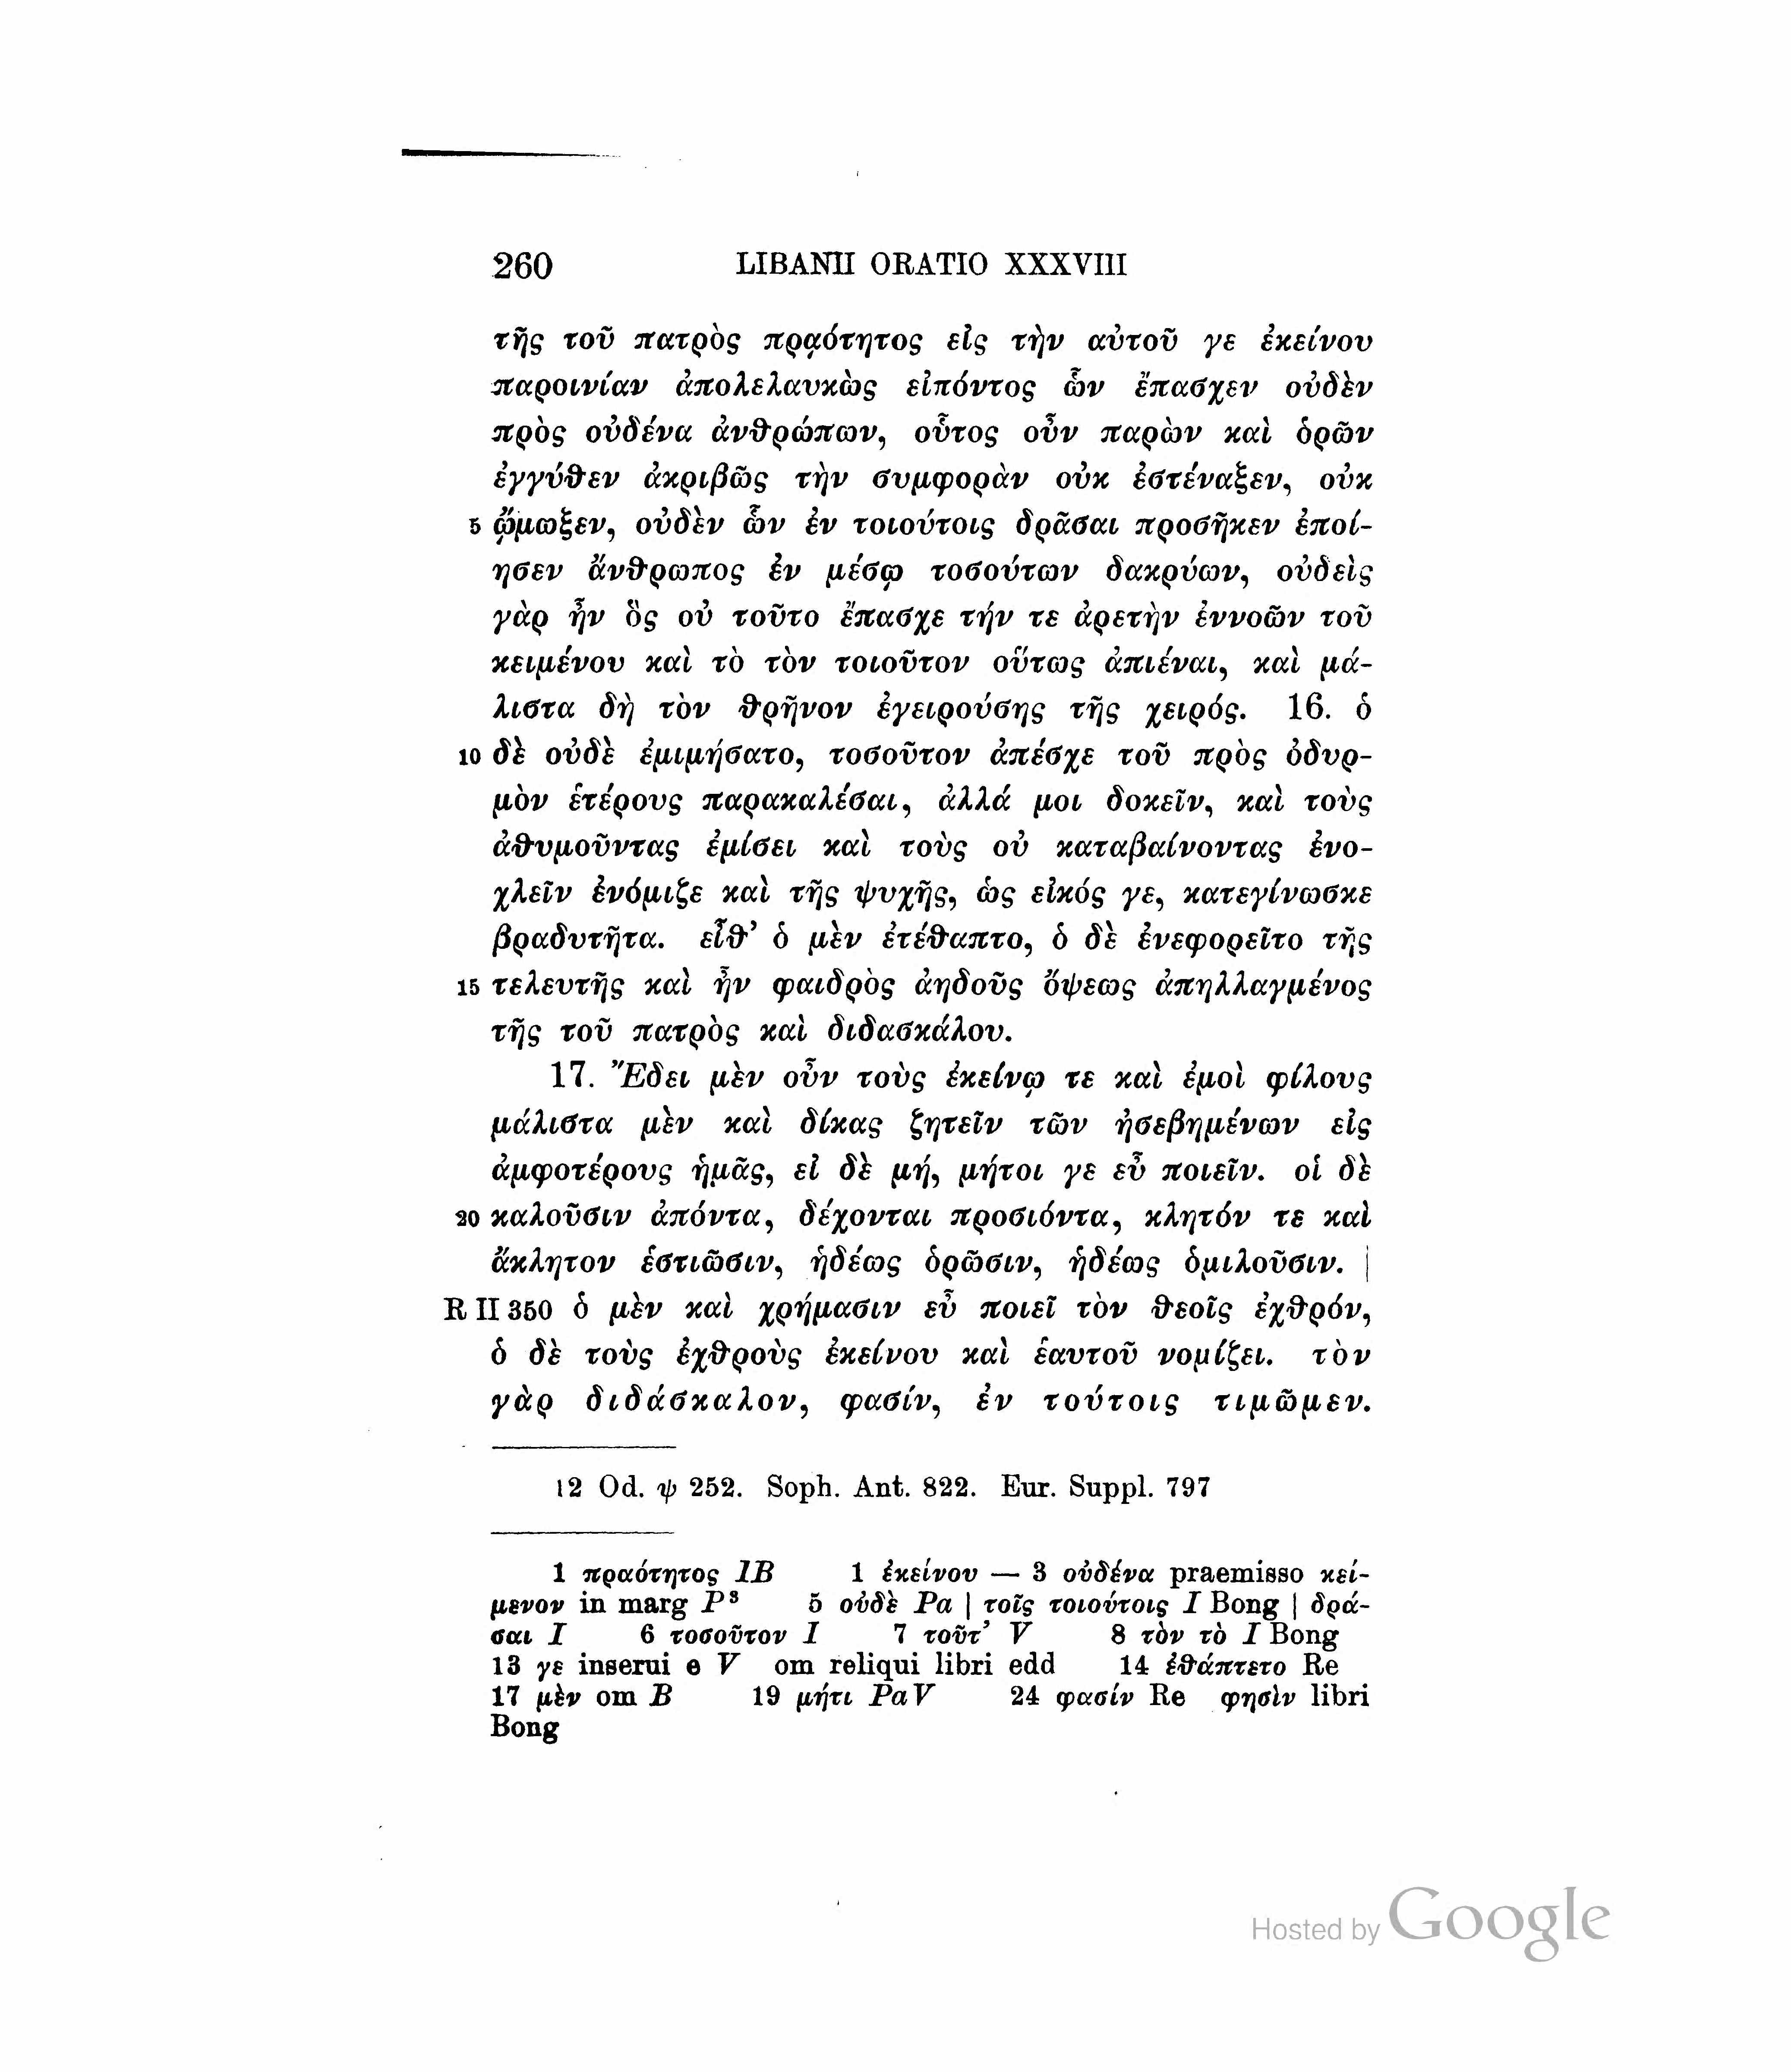 260 LIBANII ORATIO XXXVIII
τῆς τοῦ πατρὸς πρᾳότητος εἰς τὴν αὐτοῦ γε ἐκείνου
παροινίαν ἀπολελαυκὼς εἰπόντος ὧν ἔπασχεν οὐδὲν
πρὸς οὐδένα ἀνθρώπων, οὗτος οὖν παρὼν καὶ ὁρῶν
ἐγγύθεν ἀκριβῶς τὴν συμφορὰν οὐκ ἐστέναξεν, οὐκ
5 ᾤμωξεν, οὐδὲν ὧν ἐν τοιούτοις δρᾶσαι προσῆκεν ἐποί-
ησεν ἄνθρωπος ἐν μέσῳ τοσούτων δακρύων, οὐδεὶς
γὰρ ἦν ὃς οὐ τοῦτο ἔπασχε τήν τε ἀρετὴν ἐννοῶν τοῦ
κειμένου καὶ τὸ τὸν τοιοῦτον οὕτως ἀπιέναι, καὶ μά-
λιστα δὴ τὸν θρῆνον ἐγειρούσης τῆς χειρός. 16. ὁ
10 δὲ οὐδὲ ἐμιμήσατο, τοσοῦτον ἀπέσχε τοῦ πρὸς ὀδυρ-
μὸν ἑτέρους παρακαλέσαι, ἀλλά μοι δοκεῖν, καὶ τοὺς
ἀθυμοῦντας ἐμίσει καὶ τοὺς οὐ καταβαίνοντας ἐνο-
χλεῖν ἐνόμιζε καὶ τῆς ψυχῆς, ὡς εἰκός γε, κατεγίνωσκε
βραδυτῆτα. εἶθ’ ὁ μὲν ἐτέθαπτο, ὁ δὲ ἐνεφορεῖτο τῆς
15 τελευτῆς καὶ ἦν φαιδρὸς ἀηδοῦς ὄψεως ἀπηλλαγμένος
τῆς τοῦ πατρὸς καὶ διδασκάλου.
17. Ἔδει μὲν οὖν τοὺς ἐκείνῳ τε καὶ ἐμοὶ φίλους
μάλιστα μὲν καὶ δίκας ζητεῖν τῶν ἠσεβημένων εἰς
ἀμφοτέρους ἡμᾶς, εἰ δὲ μή, μήτοι γε εὖ ποιεῖν. οἱ δὲ
20 καλοῦσιν ἀπόντα, δέχονται προσιόντα, κλητόν τε καὶ
ἄκλητον ἑστιῶσιν, ἡδέως ὁρῶσιν, ἡδέως ὁμιλοῦσιν. |
R II 350 ὁ μὲν καὶ χρήμασιν εὖ ποιεῖ τὸν θεοῖς ἐχθρόν,
ὁ δὲ τοὺς ἐχθροὺς ἐκείνου καὶ ἑαυτοῦ νομίζει. τὸν
γὰρ διδάσκαλον, φασίν, ἐν τούτοις τιμῶμεν.
12 Od. ψ 252. Soph. Ant. 822. Eur. Suppl. 797
1 πραότητος IB 1 ἐκείνου — 3 οὐδένα praemisso κεί-
μενον in marg P³ 5 οὐδὲ Pa | τοῖς τοιούτοις I Bong | δρά-
σαι I 6 τοσοῦτον I 7 τοῦτ’ V 8 τὸν τὸ I Bong
13 γε inserui e V om reliqui libri edd 14 ἐθάπτετο Re
17 μὲν om B 19 μήτι PaV 24 φασίν Re φησὶν libri
Bong
Hosted by Google